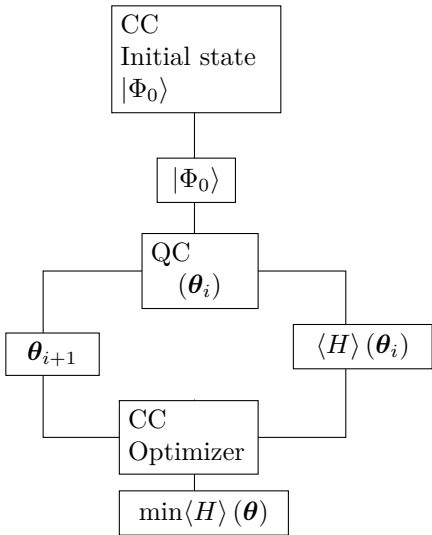 CC
Initial state
|Φ₀⟩
|Φ₀⟩
QC
(θᵢ)
θᵢ₊₁
⟨H⟩ (θᵢ)
CC
Optimizer
min⟨H⟩ (θ)